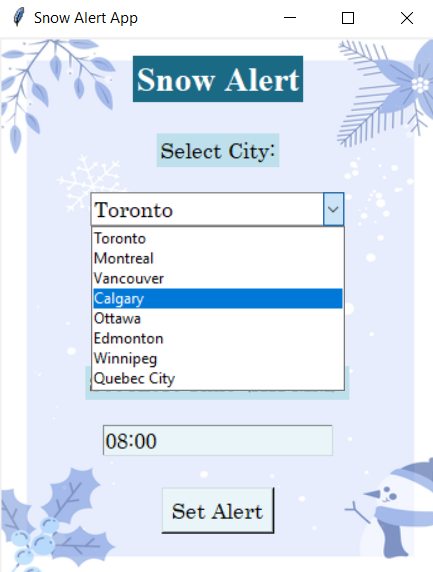 Snow Alert App
Snow Alert
Select City:
Toronto
Toronto
Montreal
Vancouver
Calgary
Ottawa
Edmonton
Winnipeg
Quebec City
08:00
Set Alert